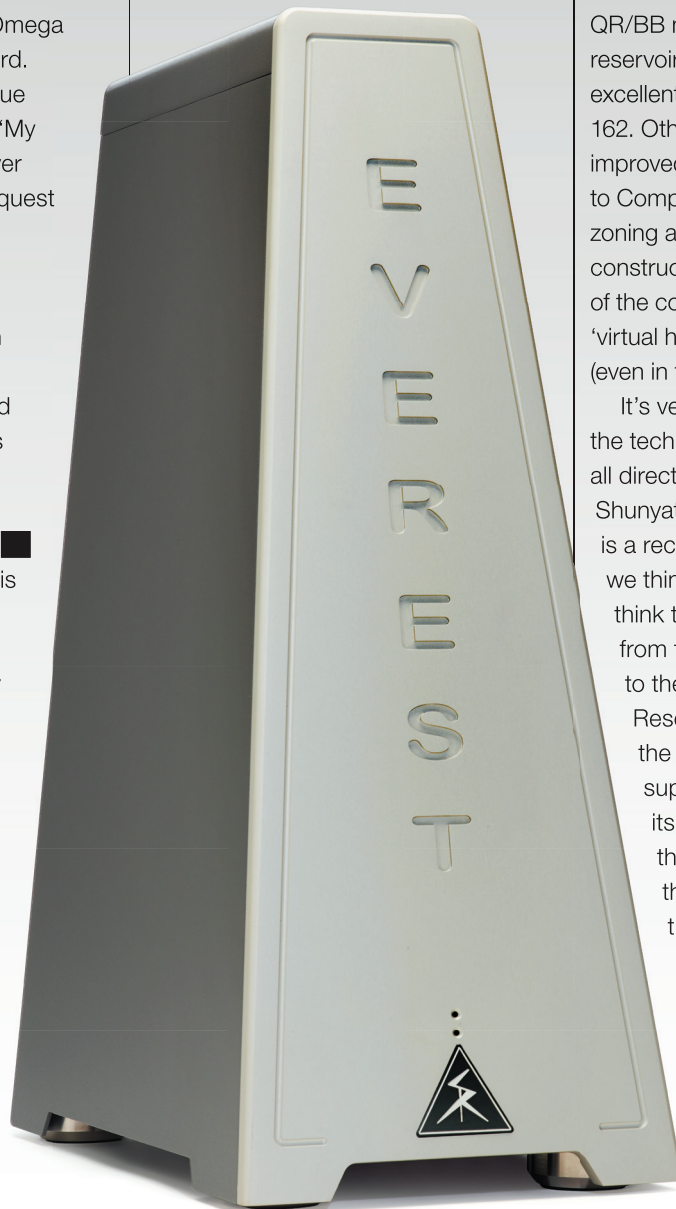 Omega
rd.
ue
‘My
ver
quest
d
s
is
EVEREST
QR/BB
reservoir
excellent
162. Oth
improved
to Comp
zoning a
construc
of the co
‘virtual h
(even in
It’s ve
the tech
all direct
Shunyat
is a rec
we thin
think t
from
to the
Rese
the
sup
its
th
th
t